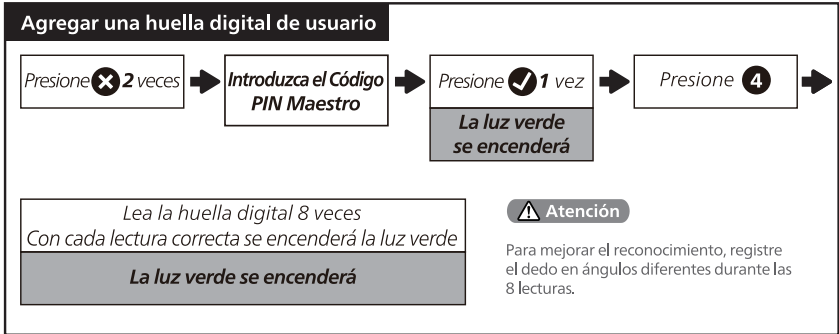 Agregar una huella digital de usuario
Presione ✖ 2 veces
Introduzca el Código
PIN Maestro
Presione ✔ 1 vez
La luz verde
se encenderá
Presione 4
Lea la huella digital 8 veces
Con cada lectura correcta se encenderá la luz verde
La luz verde se encenderá
⚠ Atención
Para mejorar el reconocimiento, registre
el dedo en ángulos diferentes durante las
8 lecturas.